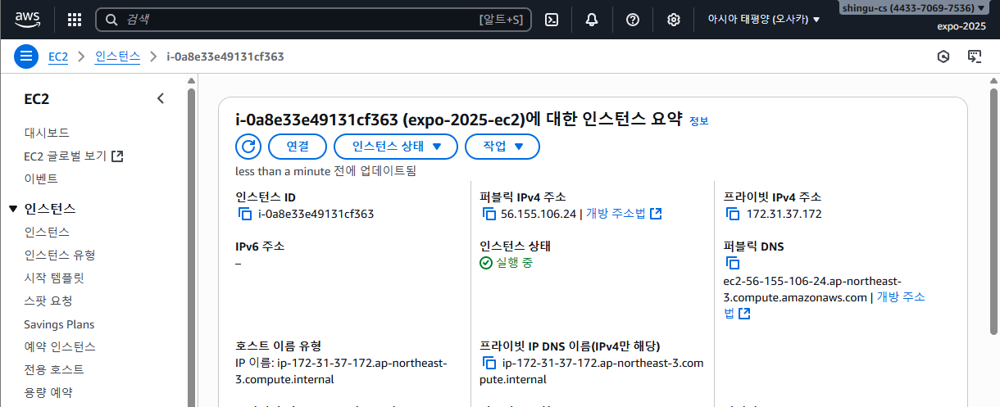 aws
검색
[알트+S]
아시아 태평양 (오사카)
shingu-cs (4433-7069-7536)
expo-2025
EC2
인스턴스
i-0a8e33e49131cf363
EC2
대시보드
EC2 글로벌 보기
이벤트
인스턴스
인스턴스
인스턴스 유형
시작 템플릿
스팟 요청
Savings Plans
예약 인스턴스
전용 호스트
용량 예약
i-0a8e33e49131cf363 (expo-2025-ec2)에 대한 인스턴스 요약 정보
연결
인스턴스 상태
작업
less than a minute 전에 업데이트됨
인스턴스 ID
i-0a8e33e49131cf363
퍼블릭 IPv4 주소
56.155.106.24 | 개방 주소법
프라이빗 IPv4 주소
172.31.37.172
IPv6 주소
–
인스턴스 상태
실행 중
퍼블릭 DNS
ec2-56-155-106-24.ap-northeast-
3.compute.amazonaws.com | 개방 주소
법
호스트 이름 유형
IP 이름: ip-172-31-37-172.ap-northeast-
3.compute.internal
프라이빗 IP DNS 이름(IPv4만 해당)
ip-172-31-37-172.ap-northeast-3.com
pute.internal